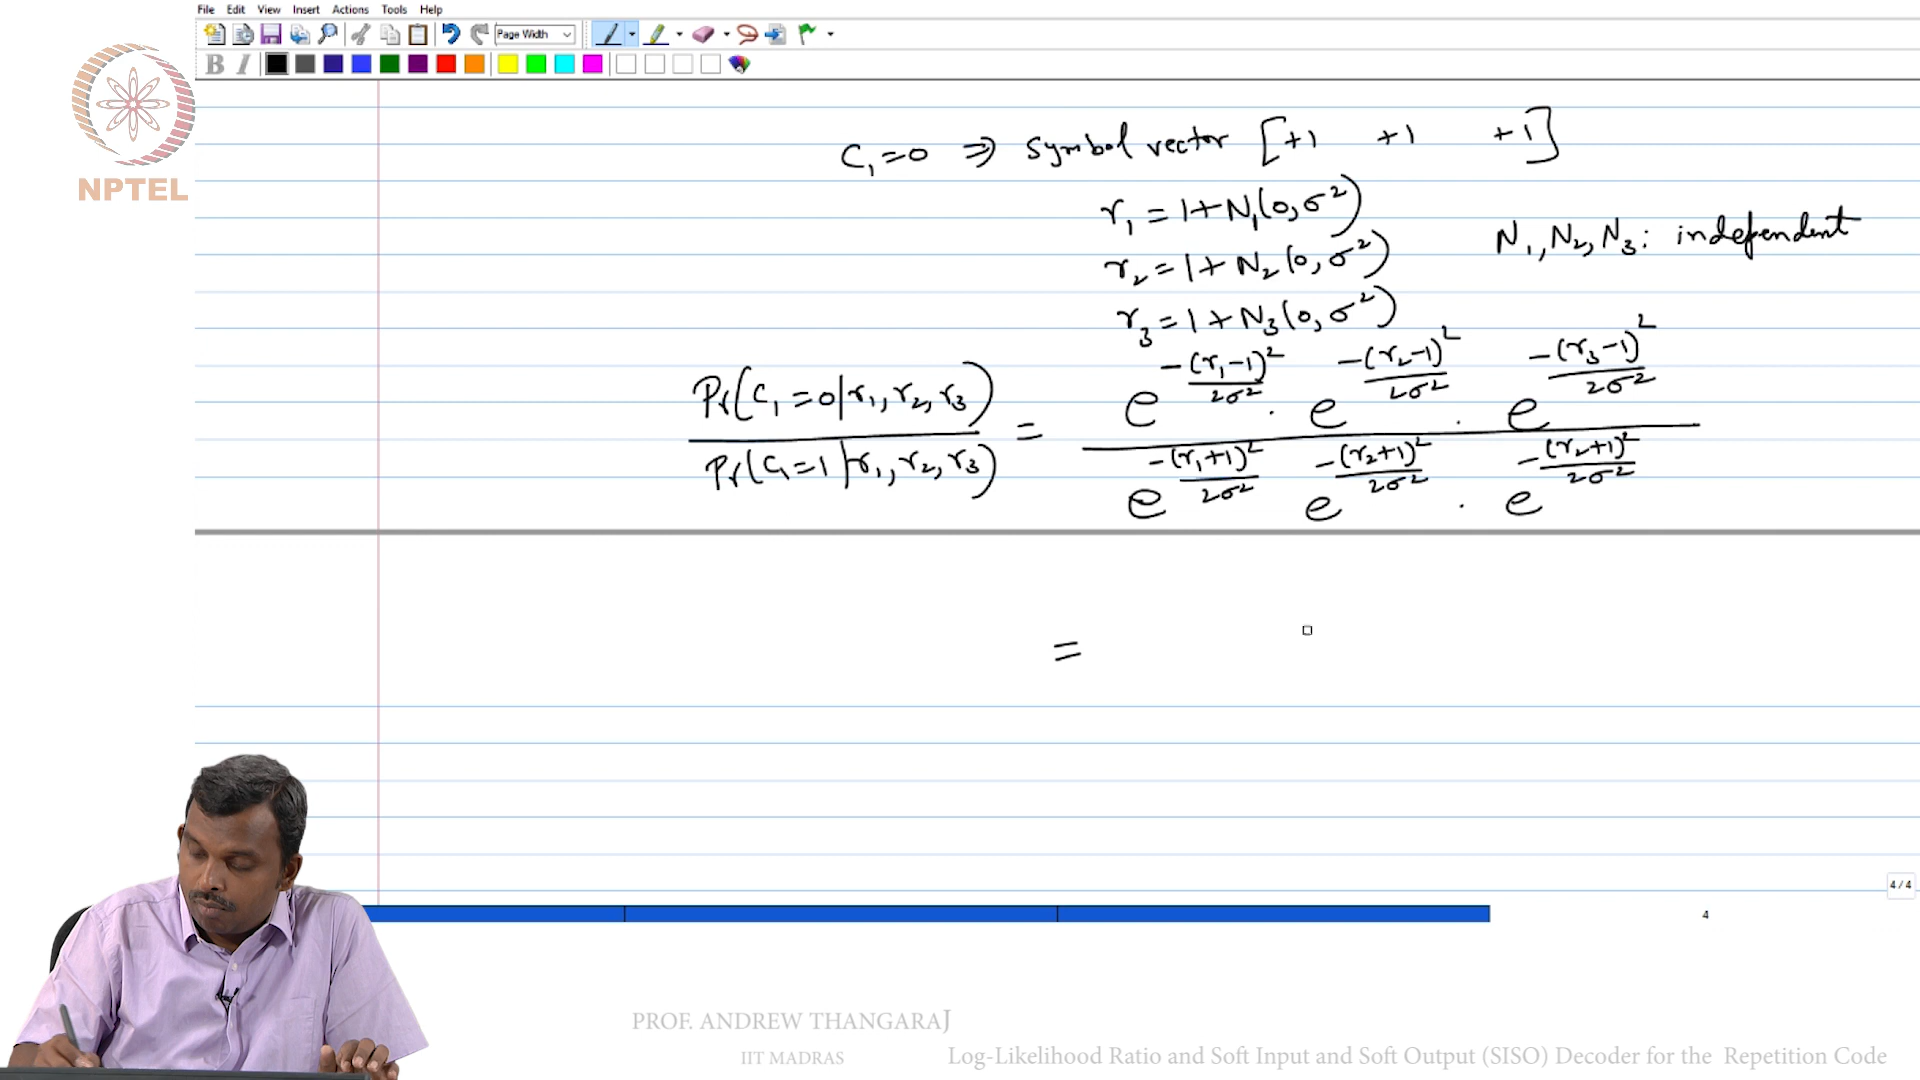 File Edit View Insert Actions Tools Help
Page Width
B I
NPTEL
C₁=0 ⇒ Symbol vector [+1 +1 +1]
r₁ = 1+N₁(0,σ²)
N₁, N₂, N₃: independent
r₂ = 1+N₂(0,σ²)
r₃ = 1+N₃(0,σ²)
Pr(C₁=0|r₁,r₂,r₃) / Pr(C₁=1|r₁,r₂,r₃) = e^(-(r₁-1)²/2σ²) · e^(-(r₂-1)²/2σ²) · e^(-(r₃-1)²/2σ²) / e^(-(r₁+1)²/2σ²) e^(-(r₂+1)²/2σ²) · e^(-(r₂+1)²/2σ²)
=
4 / 4
4
PROF. ANDREW THANGARAJ
IIT MADRAS
Log-Likelihood Ratio and Soft Input and Soft Output (SISO) Decoder for the Repetition Code